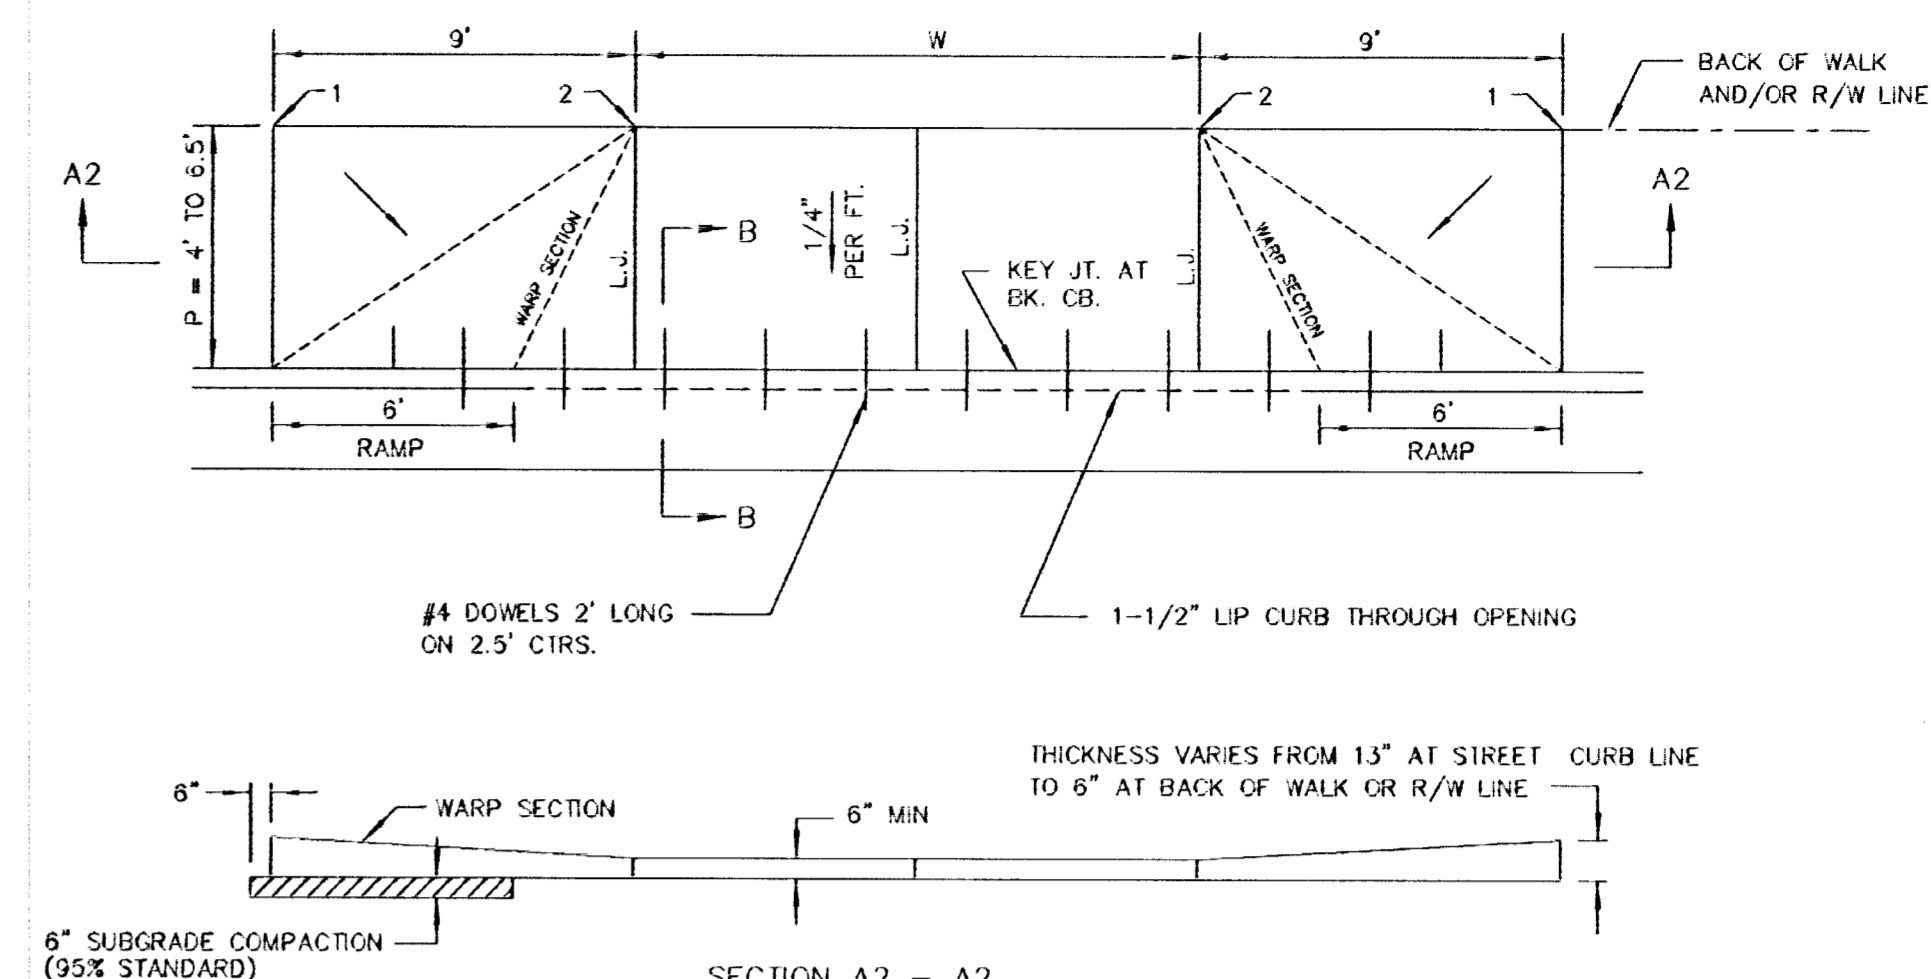 9'
W
9'
BACK OF WALK
AND/OR R/W LINE
1
2
2
1
A2
P = 4' TO 6.5'
WARP SECTION
L.J.
B
1/4"
PER FT.
L.J.
KEY JT. AT
BK. CB.
L.J.
WARP SECTION
A2
6'
RAMP
6'
RAMP
B
#4 DOWELS 2' LONG
ON 2.5' CTRS.
1-1/2" LIP CURB THROUGH OPENING
THICKNESS VARIES FROM 13" AT STREET CURB LINE
TO 6" AT BACK OF WALK OR R/W LINE
6"
WARP SECTION
6" MIN
6" SUBGRADE COMPACTION
(95% STANDARD)
SECTION A2 - A2